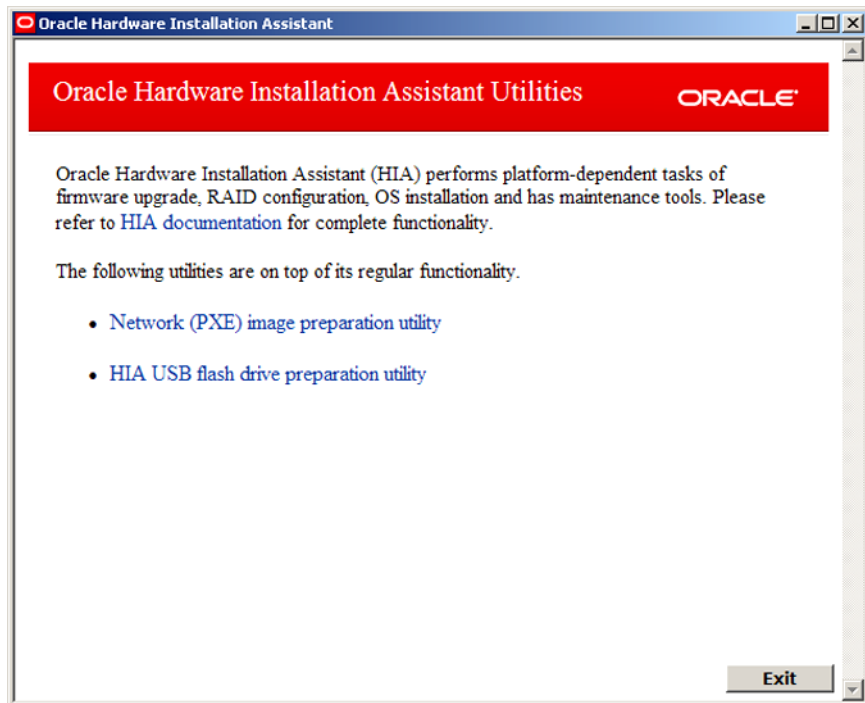 Oracle Hardware Installation Assistant
Oracle Hardware Installation Assistant Utilities
ORACLE
Oracle Hardware Installation Assistant (HIA) performs platform-dependent tasks of
firmware upgrade, RAID configuration, OS installation and has maintenance tools. Please
refer to HIA documentation for complete functionality.
The following utilities are on top of its regular functionality.
• Network (PXE) image preparation utility
• HIA USB flash drive preparation utility
Exit